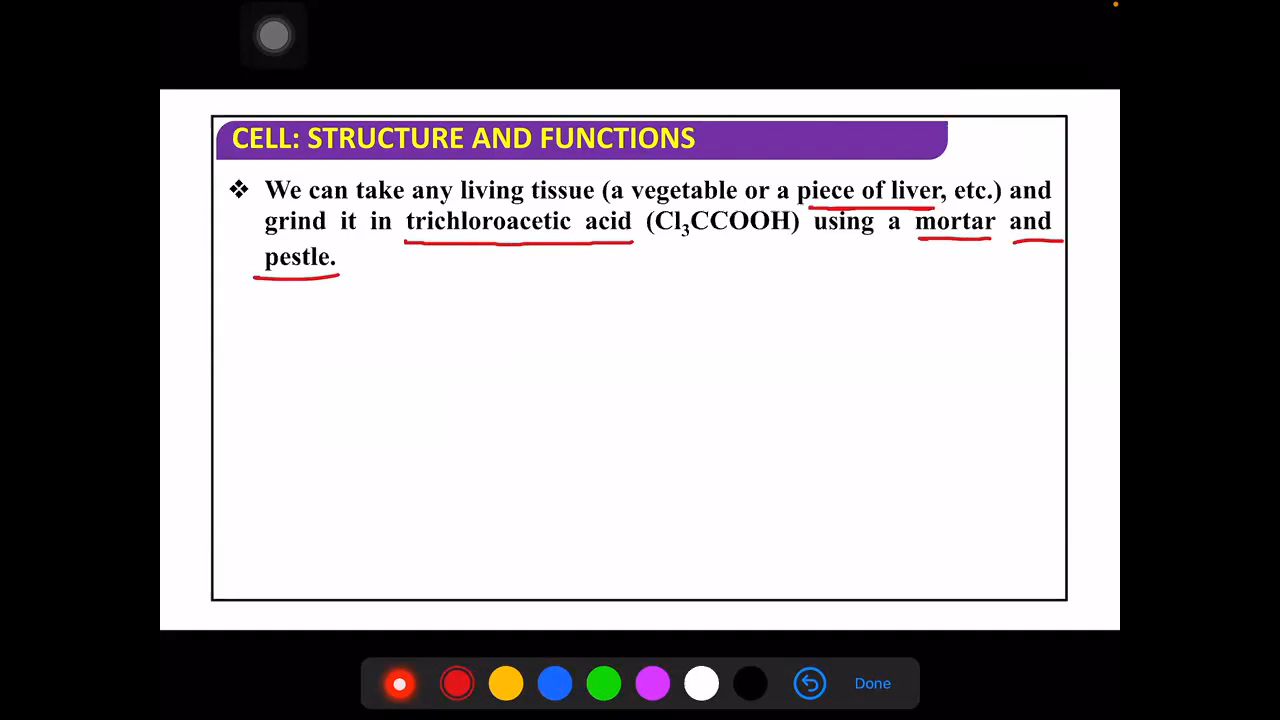 CELL: STRUCTURE AND FUNCTIONS
❖ We can take any living tissue (a vegetable or a piece of liver, etc.) and
grind it in trichloroacetic acid (Cl₃CCOOH) using a mortar and
pestle.
Done